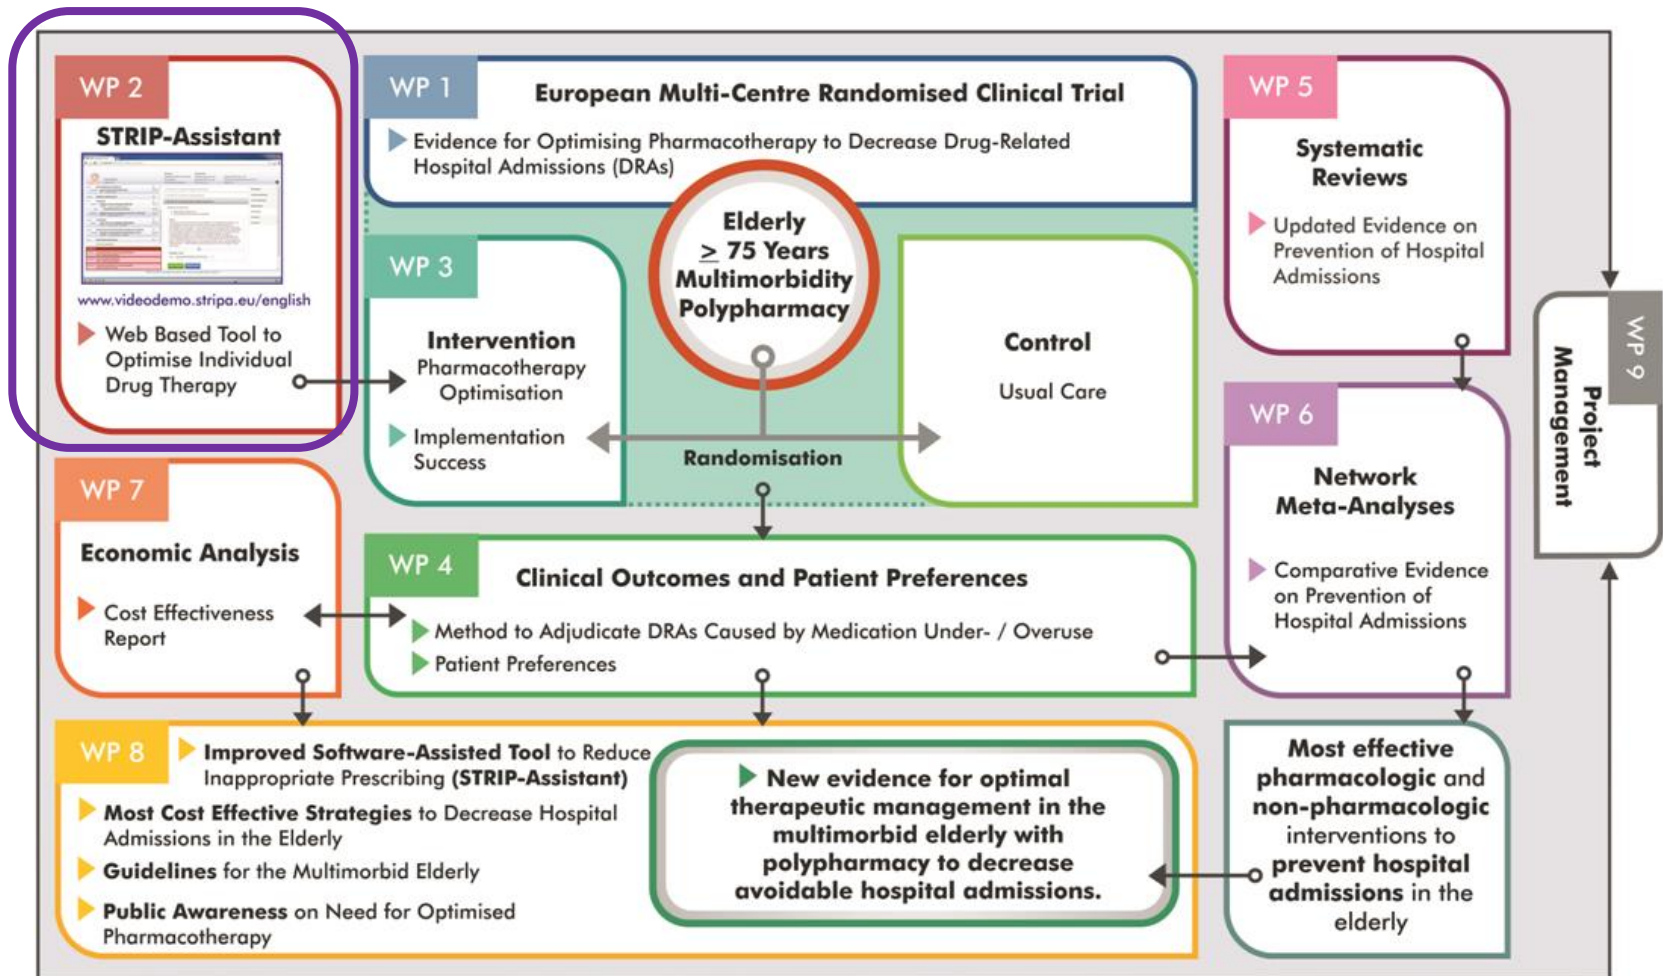 WP 2
STRIP-Assistant
www.videodemo.stripa.eu/english
Web Based Tool to
Optimise Individual
Drug Therapy
WP 1
European Multi-Centre Randomised Clinical Trial
Evidence for Optimising Pharmacotherapy to Decrease Drug-Related
Hospital Admissions (DRAs)
Elderly
≥ 75 Years
Multimorbidity
Polypharmacy
WP 3
Intervention
Pharmacotherapy
Optimisation
Implementation
Success
Randomisation
Control
Usual Care
WP 5
Systematic
Reviews
Updated Evidence on
Prevention of Hospital
Admissions
WP 9
Project
Management
WP 6
Network
Meta-Analyses
Comparative Evidence
on Prevention of
Hospital Admissions
WP 7
Economic Analysis
Cost Effectiveness
Report
WP 4
Clinical Outcomes and Patient Preferences
Method to Adjudicate DRAs Caused by Medication Under- / Overuse
Patient Preferences
WP 8
Improved Software-Assisted Tool to Reduce
Inappropriate Prescribing (STRIP-Assistant)
Most Cost Effective Strategies to Decrease Hospital
Admissions in the Elderly
Guidelines for the Multimorbid Elderly
Public Awareness on Need for Optimised
Pharmacotherapy
New evidence for optimal
therapeutic management in the
multimorbid elderly with
polypharmacy to decrease
avoidable hospital admissions.
Most effective
pharmacologic and
non-pharmacologic
interventions to
prevent hospital
admissions in the
elderly